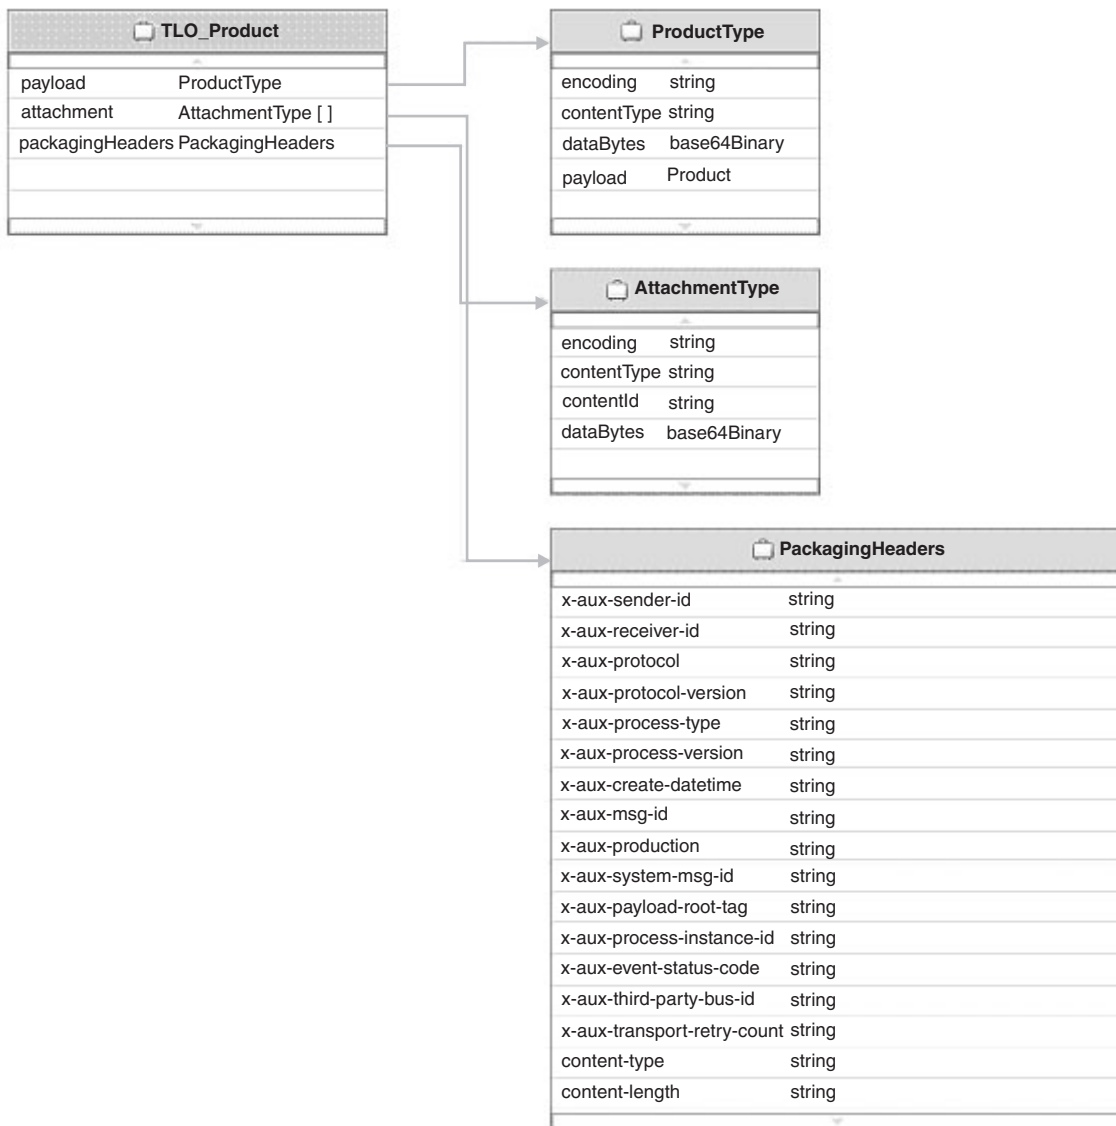 TLO_Product
payload ProductType
attachment AttachmentType [ ]
packagingHeaders PackagingHeaders
ProductType
encoding string
contentType string
dataBytes base64Binary
payload Product
AttachmentType
encoding string
contentType string
contentId string
dataBytes base64Binary
PackagingHeaders
x-aux-sender-id string
x-aux-receiver-id string
x-aux-protocol string
x-aux-protocol-version string
x-aux-process-type string
x-aux-process-version string
x-aux-create-datetime string
x-aux-msg-id string
x-aux-production string
x-aux-system-msg-id string
x-aux-payload-root-tag string
x-aux-process-instance-id string
x-aux-event-status-code string
x-aux-third-party-bus-id string
x-aux-transport-retry-count string
content-type string
content-length string